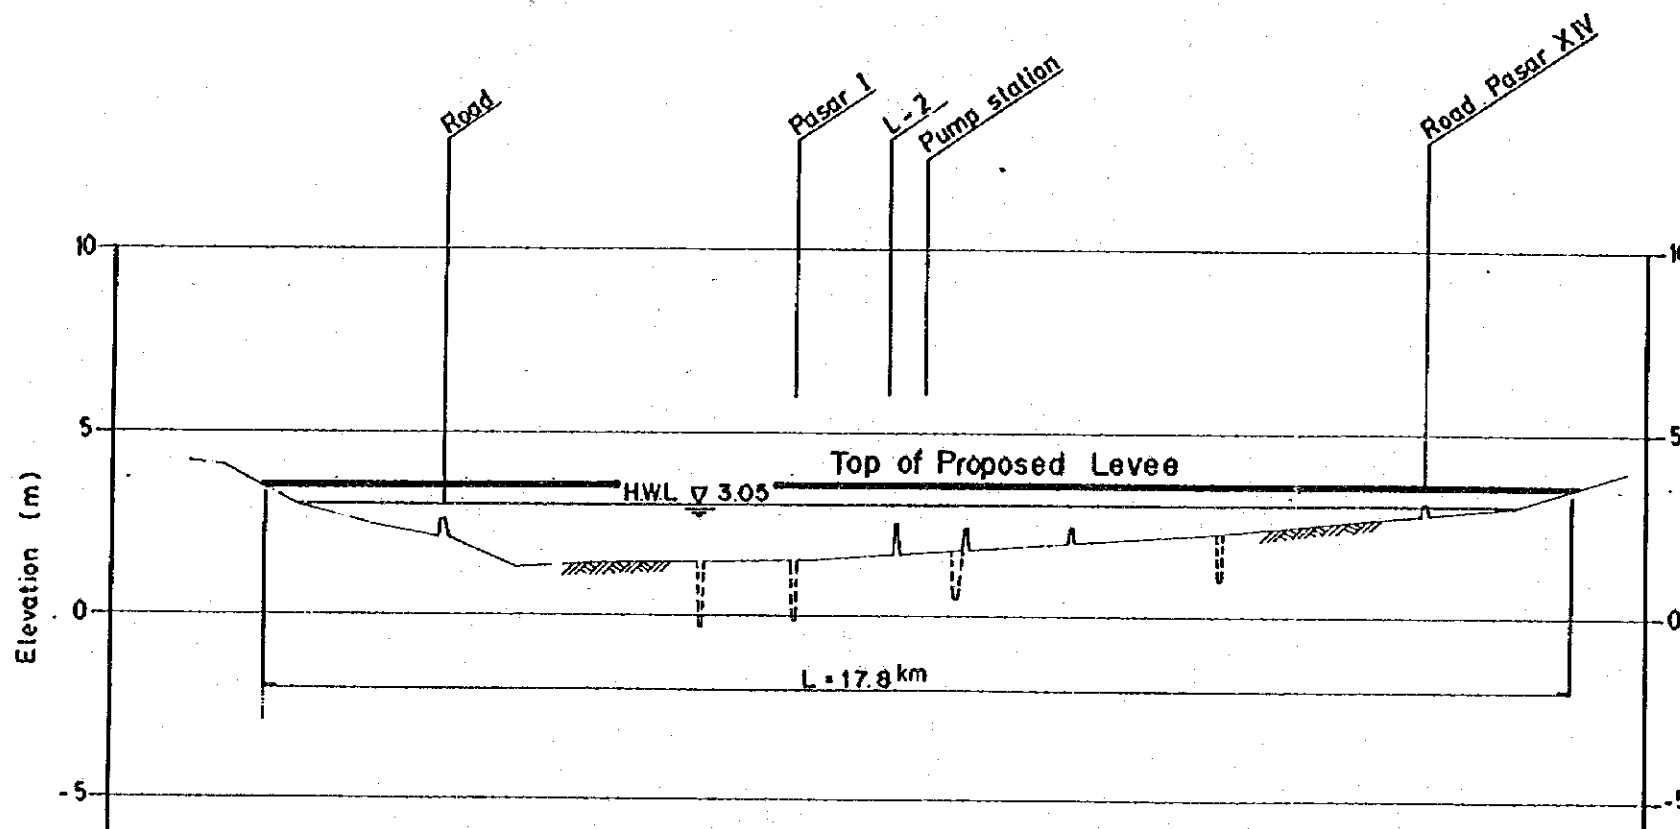 Road
Pasar 1
L-2
Pump station
Road Pasar XIV
10
10
5
5
Top of Proposed Levee
H.W.L ▽ 3.05
Elevation (m)
0
0
L = 17.8 km
-5
-5